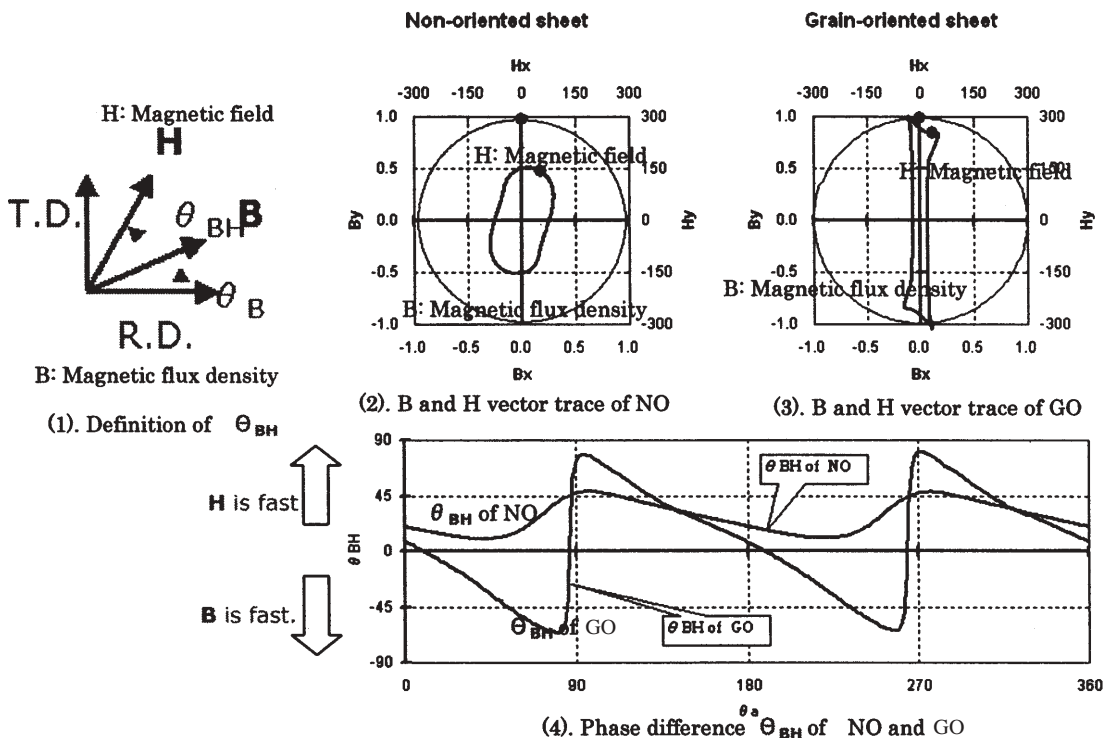 Non-oriented sheet
Grain-oriented sheet
Hx
-300 -150 0 150 300
Hx
-300 -150 0 150 300
H: Magnetic field
H
T.D.
θ BH
B
θ B
R.D.
B: Magnetic flux density
(1). Definition of θBH
1.0
0.5
0.0
-0.5
-1.0
By
300
150
0
-150
-300
Hy
H: Magnetic field
B: Magnetic flux density
-1.0 -0.5 0.0 0.5 1.0
Bx
(2). B and H vector trace of NO
1.0
0.5
0.0
-0.5
-1.0
By
300
150
0
-150
-300
Hy
H: Magnetic field
B: Magnetic flux density
-1.0 -0.5 0.0 0.5 1.0
Bx
(3). B and H vector trace of GO
H is fast
B is fast.
90
45
0
-45
-90
θ BH
θ BH of NO
θ BH of NO
ΘBH of GO
θ BH of GO
0 90 180 270 360
θ a
(4). Phase difference ΘBH of NO and GO